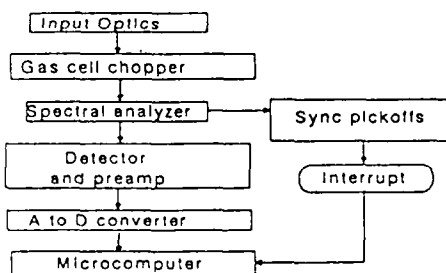 Input Optics
Gas cell chopper
Spectral analyzer
Sync pickoffs
Detector
and preamp
Interrupt
A to D converter
Microcomputer